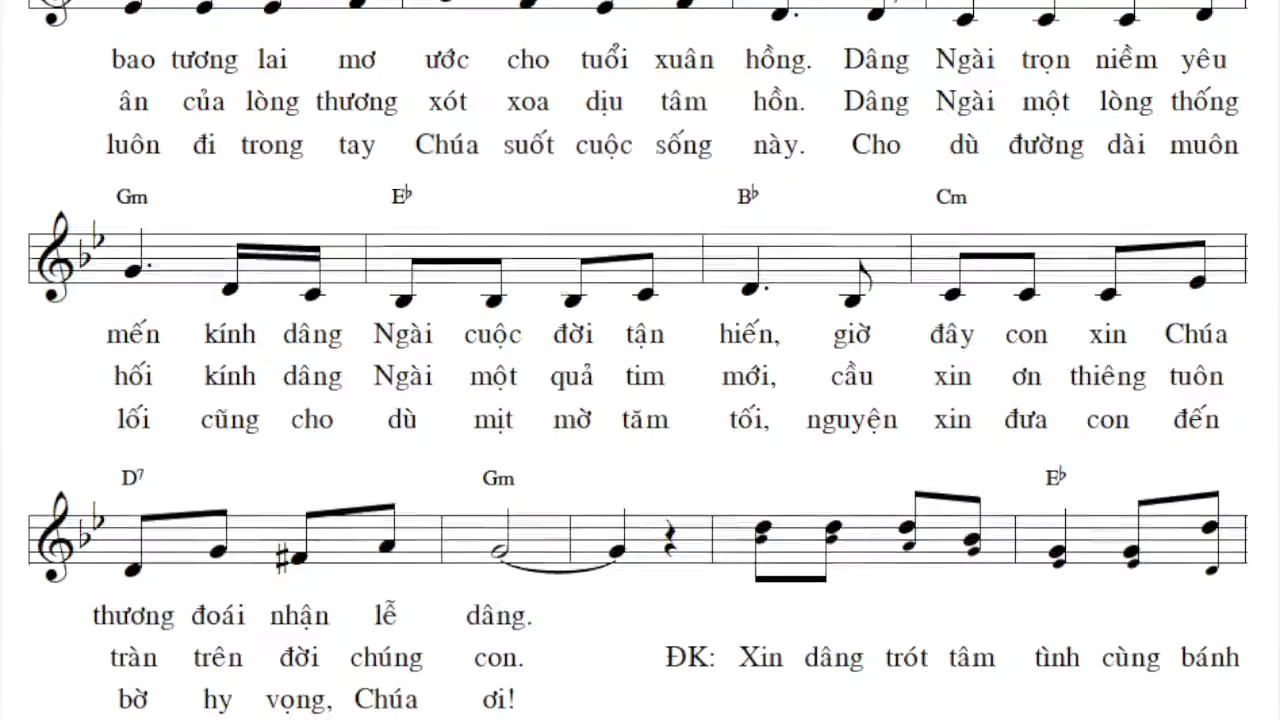 bao tương lai mơ ước cho tuổi xuân hồng. Dâng Ngài trọn niềm yêu
ân của lòng thương xót xoa dịu tâm hồn. Dâng Ngài một lòng thống
luôn đi trong tay Chúa suốt cuộc sống này. Cho dù đường dài muôn
Gm E♭ B♭ Cm
mến kính dâng Ngài cuộc đời tận hiến, giờ đây con xin Chúa
hối kính dâng Ngài một quả tim mới, cầu xin ơn thiêng tuôn
lối cũng cho dù mịt mờ tăm tối, nguyện xin đưa con đến
D7 Gm E♭
thương đoái nhận lễ dâng.
tràn trên đời chúng con. ĐK: Xin dâng trót tâm tình cùng bánh
bờ hy vọng, Chúa ơi!